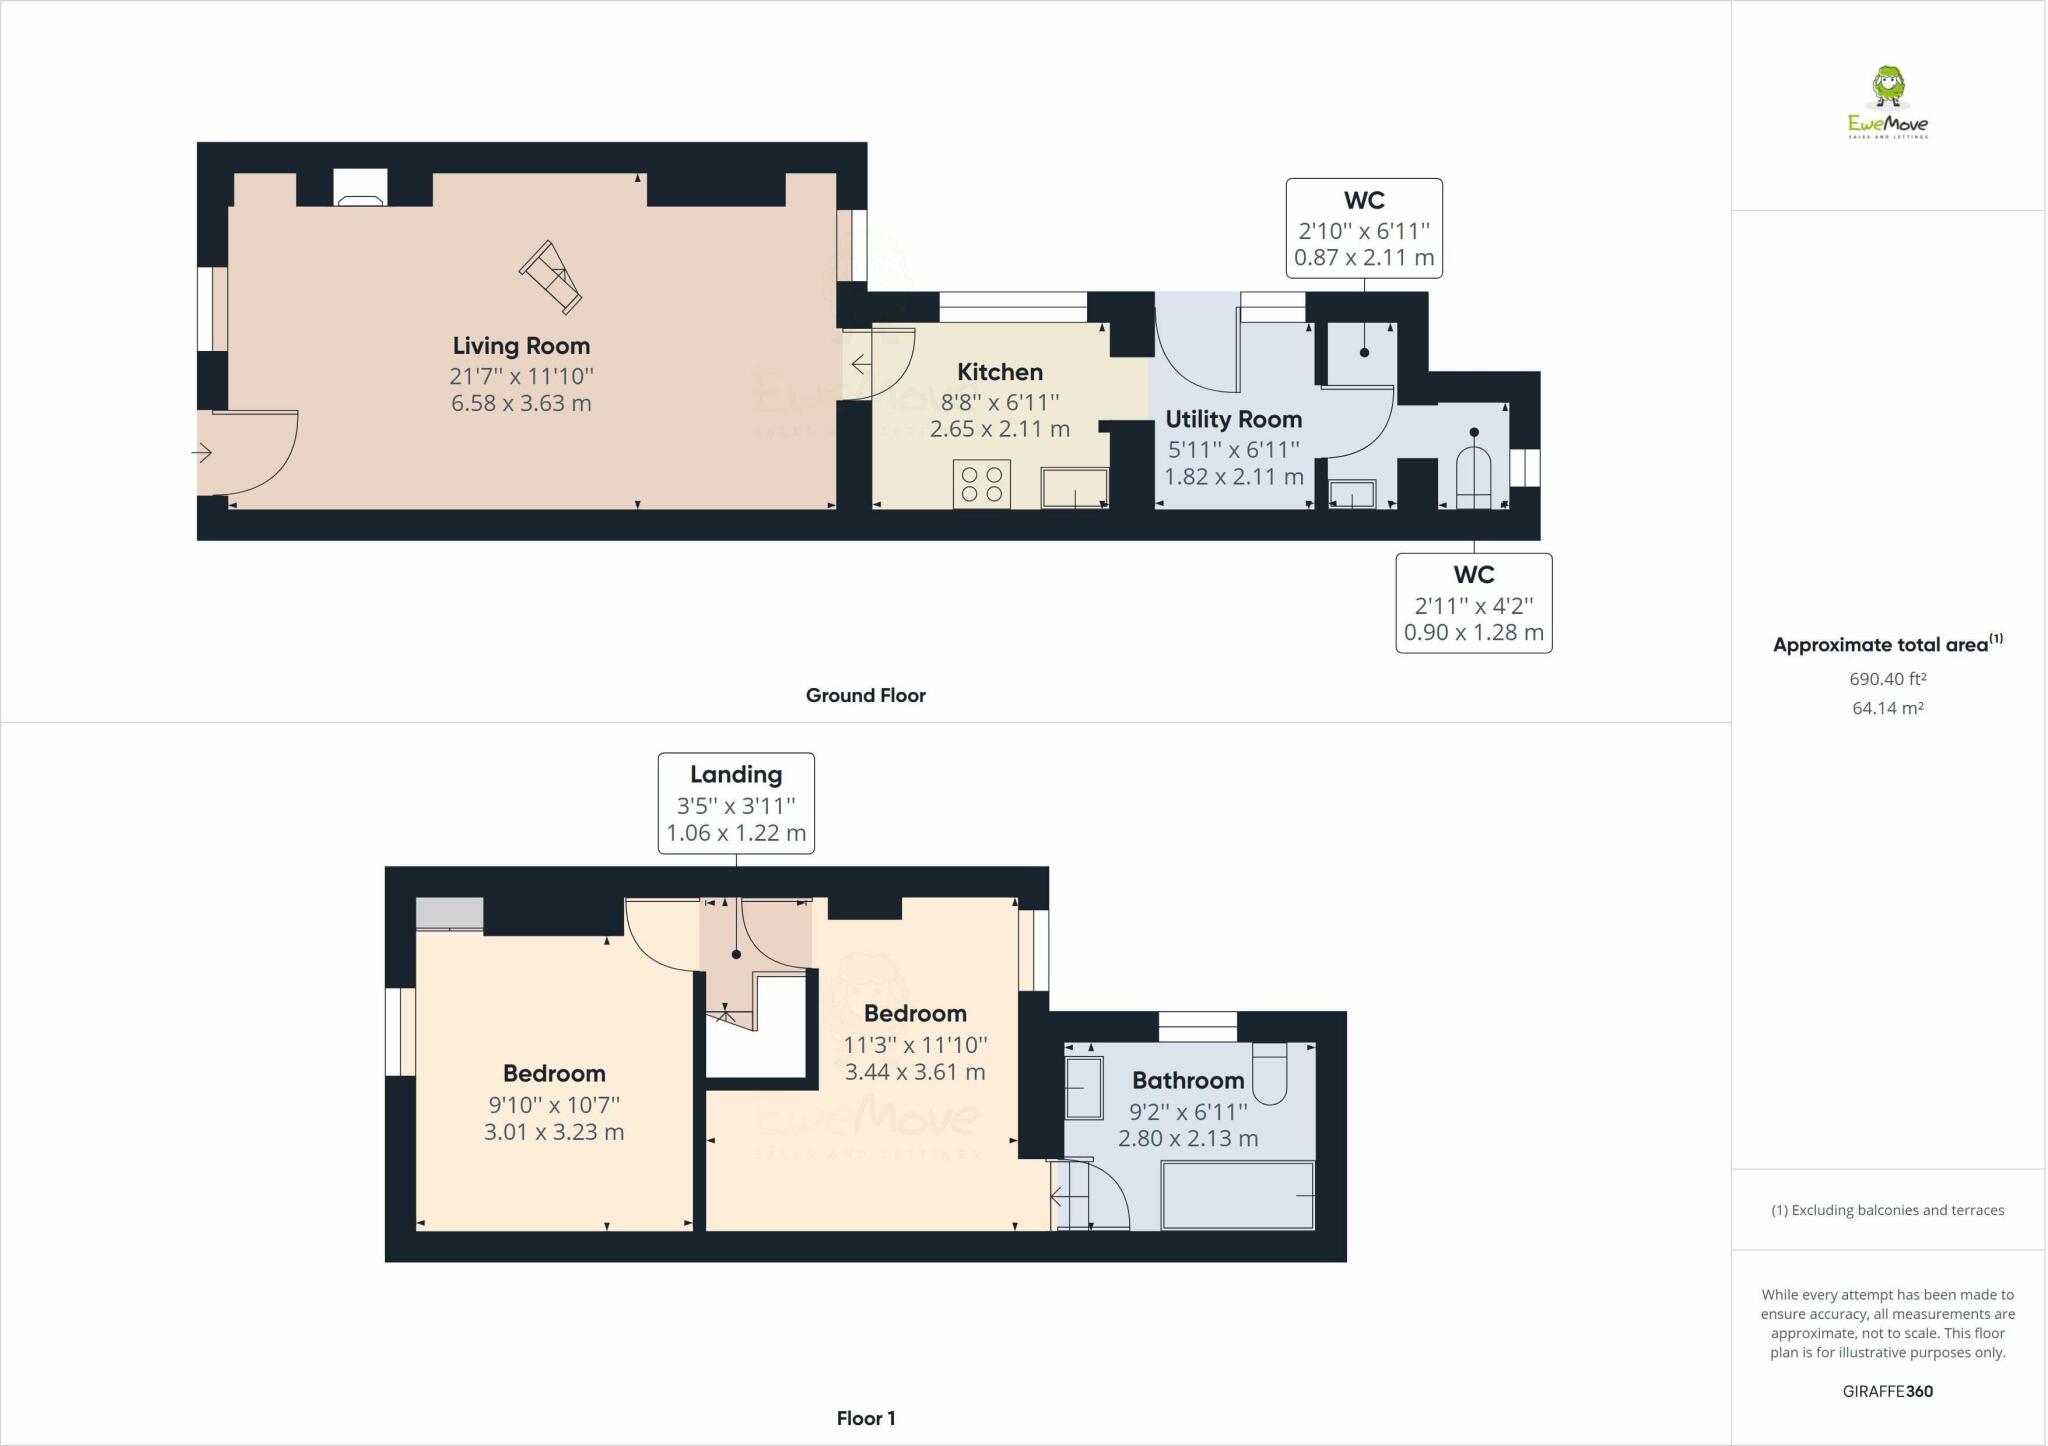 WC
2'10'' x 6'11''
0.87 x 2.11 m
Living Room
21'7'' x 11'10''
6.58 x 3.63 m
Kitchen
8'8'' x 6'11''
2.65 x 2.11 m
Utility Room
5'11'' x 6'11''
1.82 x 2.11 m
WC
2'11'' x 4'2''
0.90 x 1.28 m
Ground Floor
Landing
3'5'' x 3'11''
1.06 x 1.22 m
Bedroom
9'10'' x 10'7''
3.01 x 3.23 m
Bedroom
11'3'' x 11'10''
3.44 x 3.61 m
Bathroom
9'2'' x 6'11''
2.80 x 2.13 m
EweMove
SALES AND LETTINGS
Floor 1
EweMove
SALES AND LETTINGS
Approximate total area(1)
690.40 ft²
64.14 m²
(1) Excluding balconies and terraces
While every attempt has been made to
ensure accuracy, all measurements are
approximate, not to scale. This floor
plan is for illustrative purposes only.
GIRAFFE360